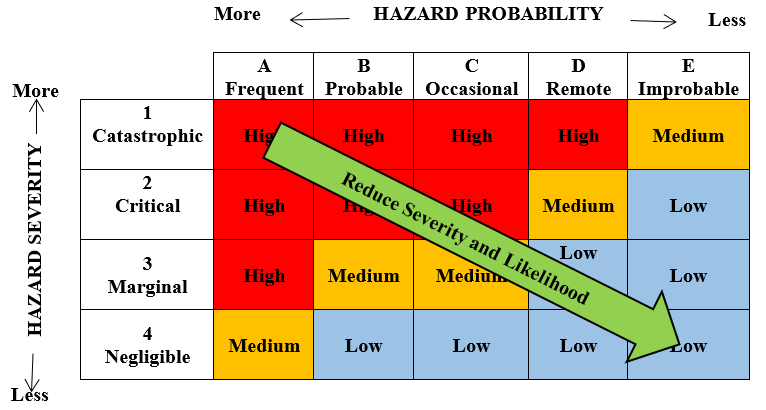 More HAZARD PROBABILITY Less
A B C D E
Frequent Probable Occasional Remote Improbable
More
1
Catastrophic High High High High Medium
2
Critical High High High Medium Low
Reduce Severity and Likelihood
3
Marginal High Medium Medium Low Low
4
Negligible Medium Low Low Low Low
HAZARD SEVERITY
Less